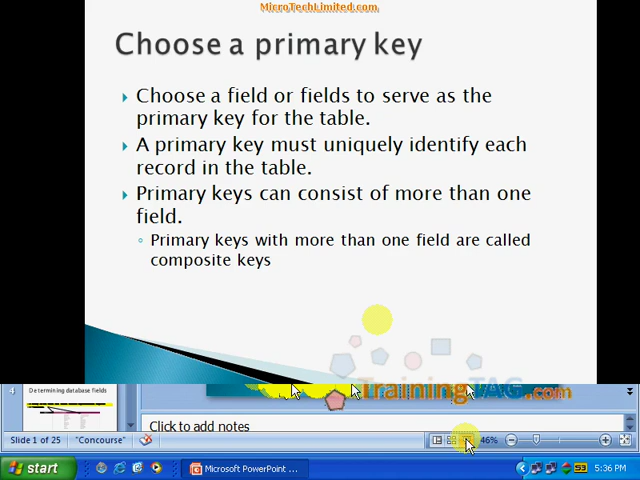 MicroTechLimited.com
Choose a primary key
Choose a field or fields to serve as the
primary key for the table.
A primary key must uniquely identify each
record in the table.
Primary keys can consist of more than one
field.
Primary keys with more than one field are called
composite keys
TrainingTAG.com
4 Determining database fields
Click to add notes
Slide 1 of 25 "Concourse" 46%
start Microsoft PowerPoint ... 5:36 PM